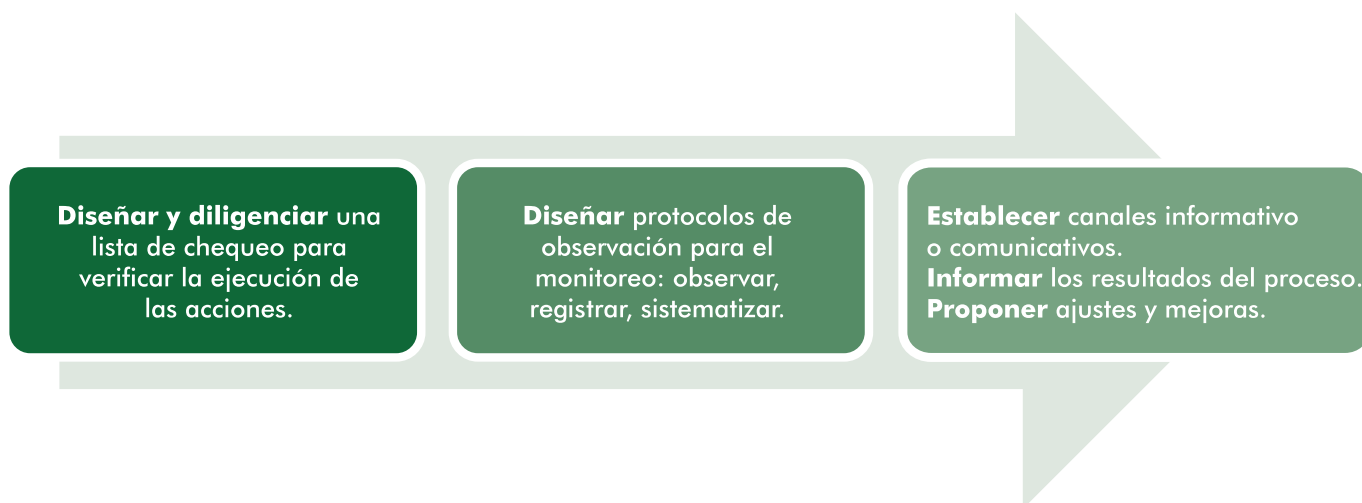 Diseñar y diligenciar una
lista de chequeo para
verificar la ejecución de
las acciones.
Diseñar protocolos de
observación para el
monitoreo: observar,
registrar, sistematizar.
Establecer canales informativo
o comunicativos.
Informar los resultados del proceso.
Proponer ajustes y mejoras.